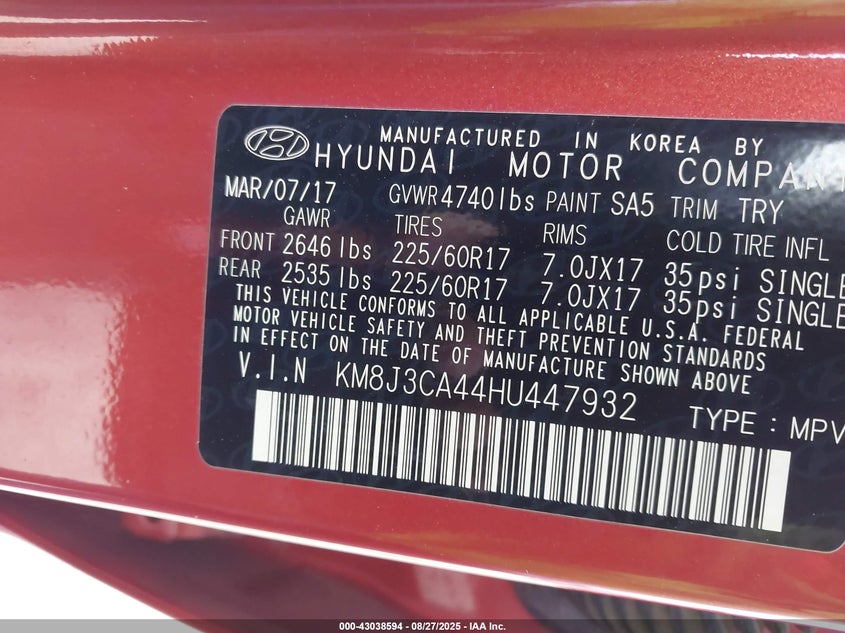 MANUFACTURED IN KOREA BY
HYUNDAI MOTOR COMPANY
MAR/07/17 GVWR 4740 lbs PAINT SA5 TRIM TRY
GAWR TIRES RIMS COLD TIRE INFL
FRONT 2646 lbs 225/60R17 7.0JX17 35psi SINGLE
REAR 2535 lbs 225/60R17 7.0JX17 35psi SINGLE
THIS VEHICLE CONFORMS TO ALL APPLICABLE U.S.A. FEDERAL
MOTOR VEHICLE SAFETY AND THEFT PREVENTION STANDARDS
IN EFFECT ON THE DATE OF MANUFACTURE SHOWN ABOVE
V.I.N KM8J3CA44HU447932
TYPE : MPV
000-43038594 - 08/27/2025 - IAA Inc.